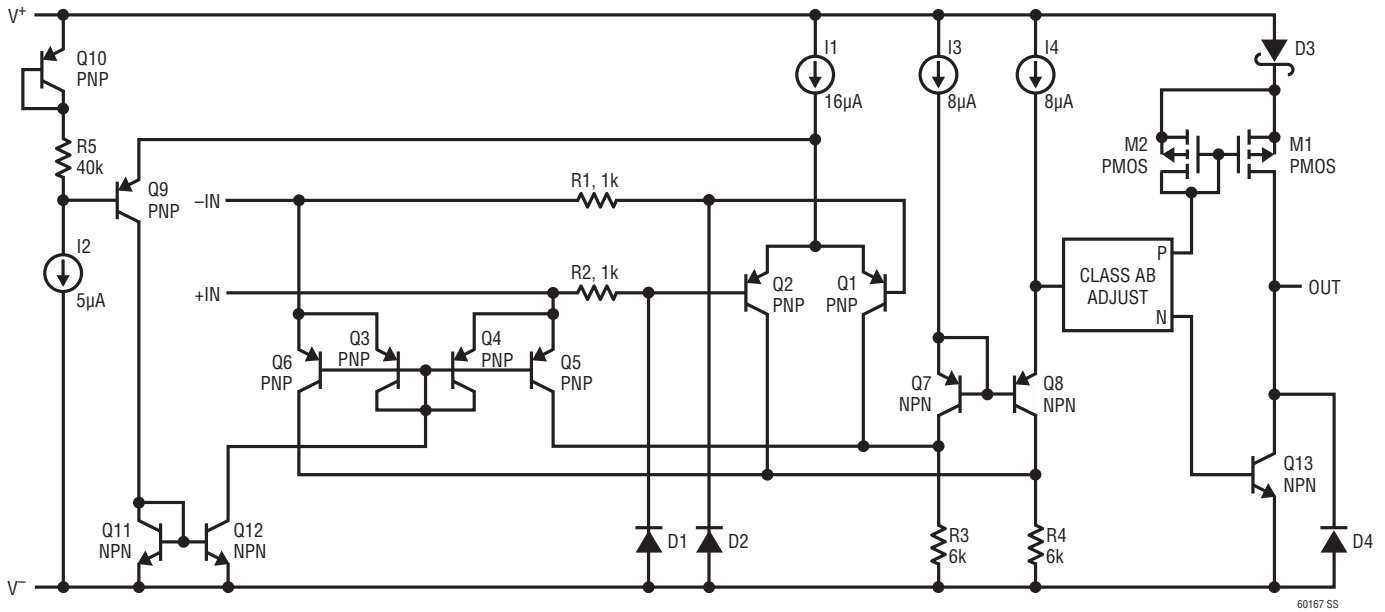 V+
Q10
PNP
R5
40k
Q9
PNP
I2
5µA
–IN
+IN
R1, 1k
R2, 1k
I1
16µA
I3
8µA
I4
8µA
D3
M2
PMOS
M1
PMOS
Q2
PNP
Q1
PNP
Q6
PNP
Q3
PNP
Q4
PNP
Q5
PNP
CLASS AB
ADJUST
P
N
OUT
Q7
NPN
Q8
NPN
Q11
NPN
Q12
NPN
D1
D2
R3
6k
R4
6k
Q13
NPN
D4
V–
60167 SS